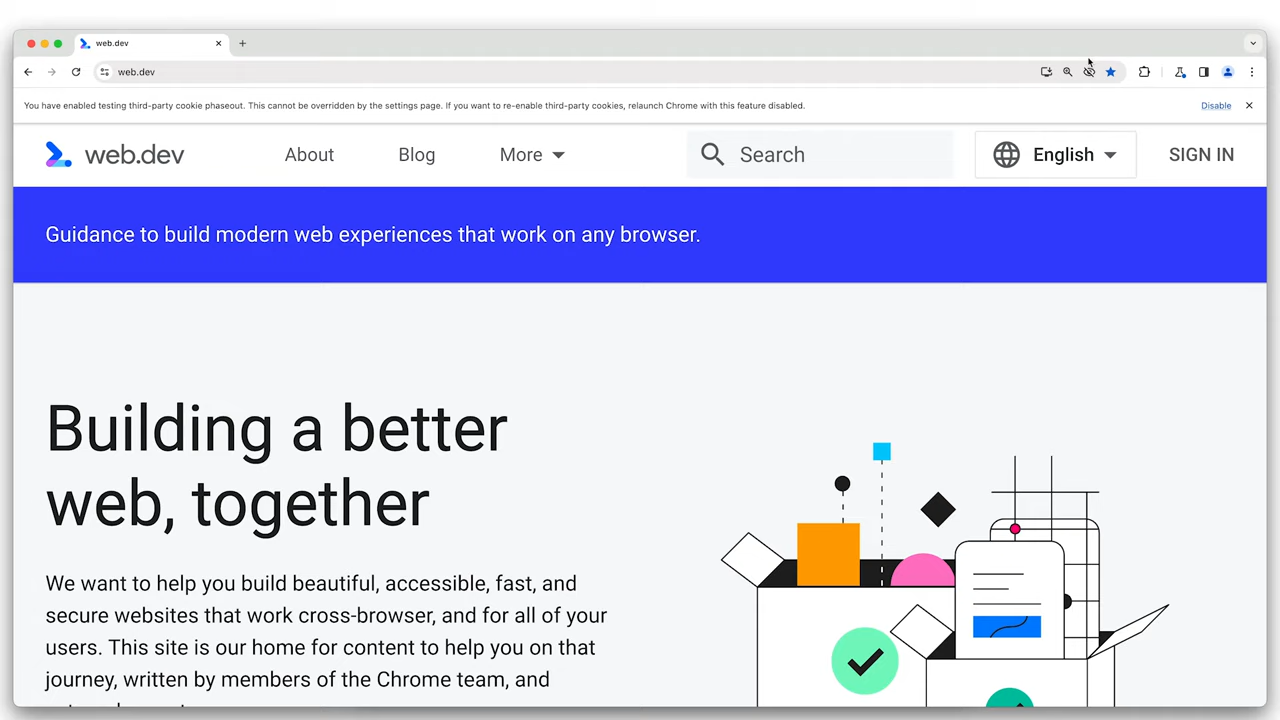 web.dev
web.dev
You have enabled testing third-party cookie phaseout. This cannot be overridden by the settings page. If you want to re-enable third-party cookies, relaunch Chrome with this feature disabled.
Disable
web.dev
About
Blog
More
Search
English
SIGN IN
Guidance to build modern web experiences that work on any browser.
Building a better
web, together
We want to help you build beautiful, accessible, fast, and
secure websites that work cross-browser, and for all of your
users. This site is our home for content to help you on that
journey, written by members of the Chrome team, and